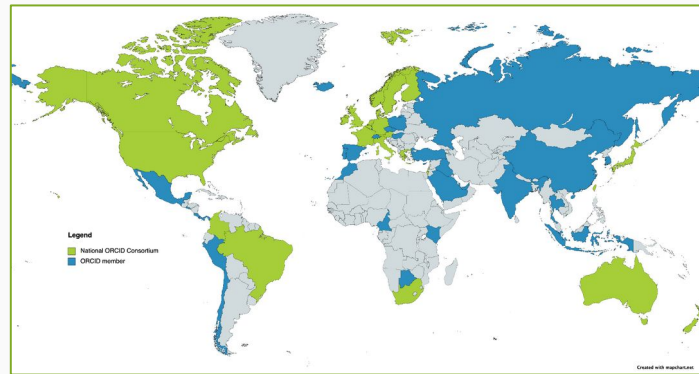 Legend
National ORCID Consortium
ORCID member
Created with mapchart.net